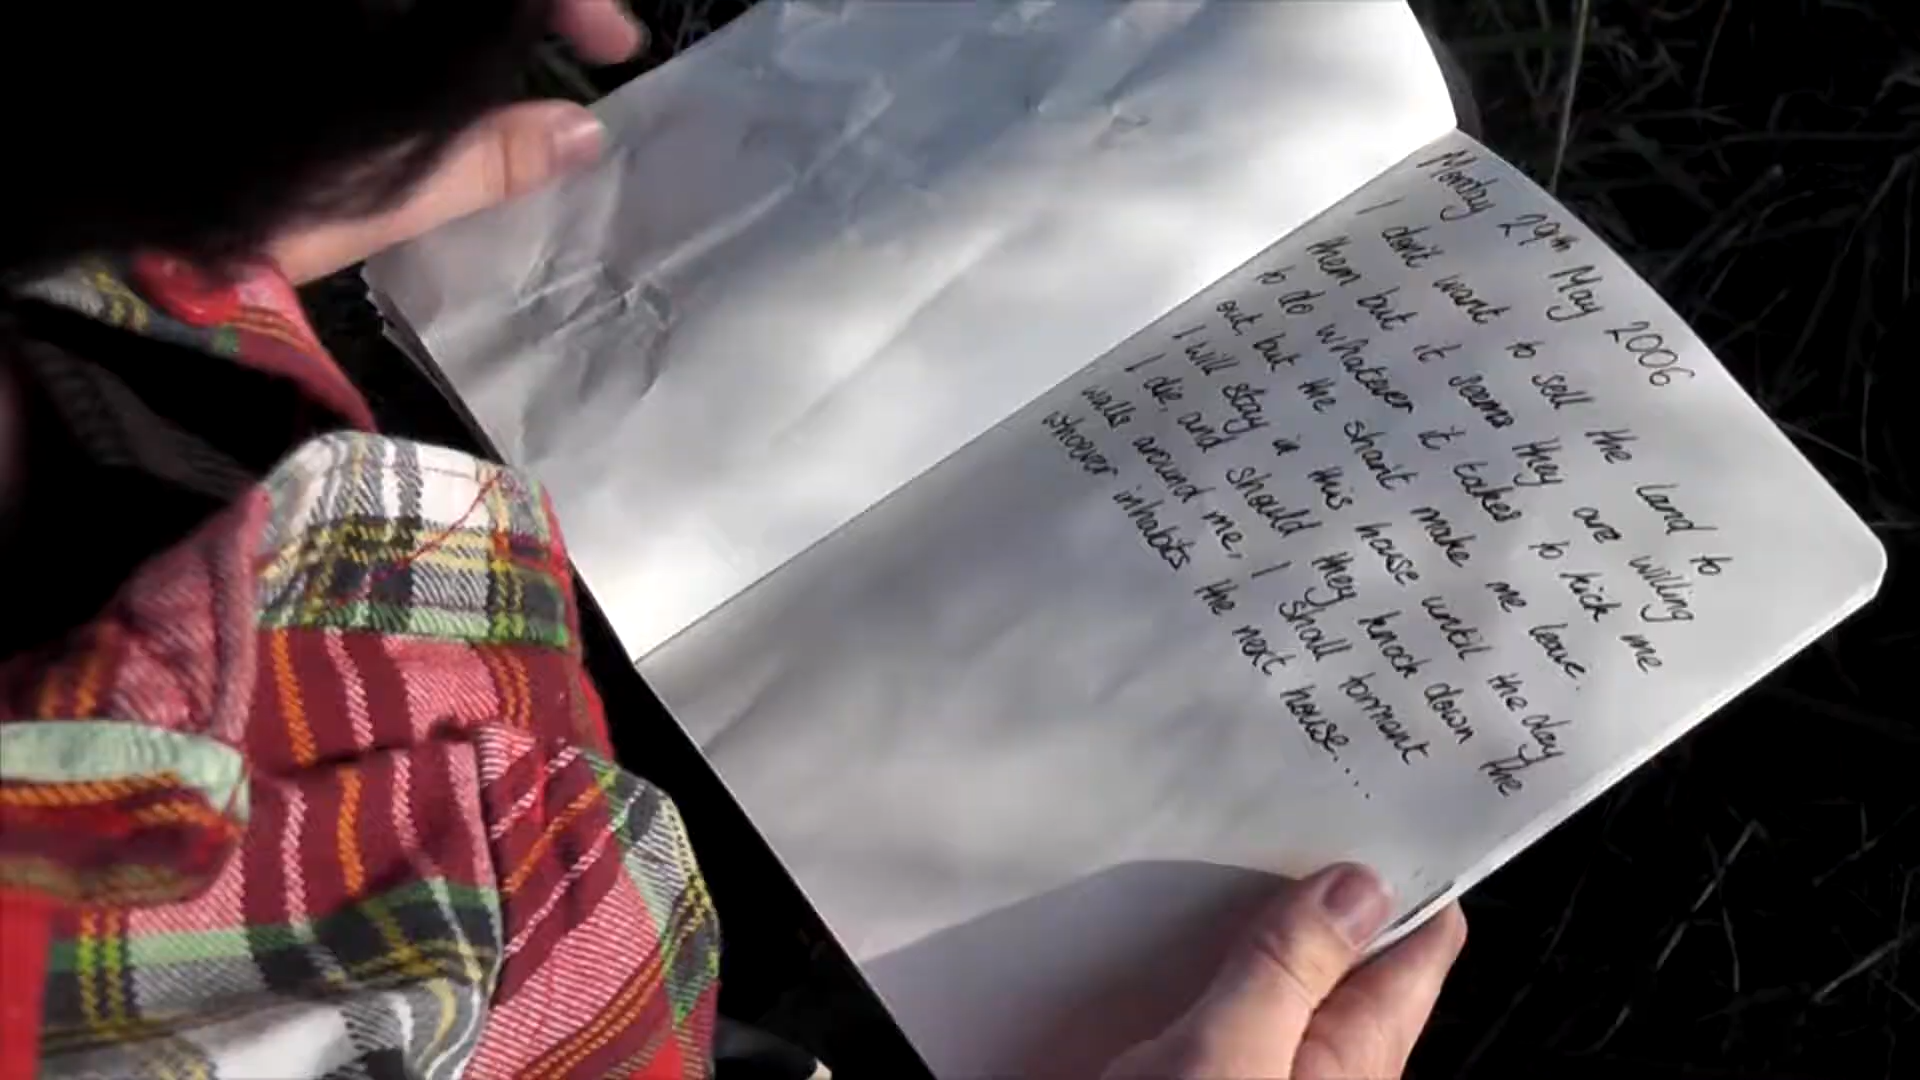 Monday 29th May 2006
I don't want to sell the land to
them but it seems they are willing
to do whatever it takes to kick me
out, but the shant make me leave.
I will stay in this house until the day
I die, and should they knock down the
walls around me, I shall torment
whoever inhabits the next house....